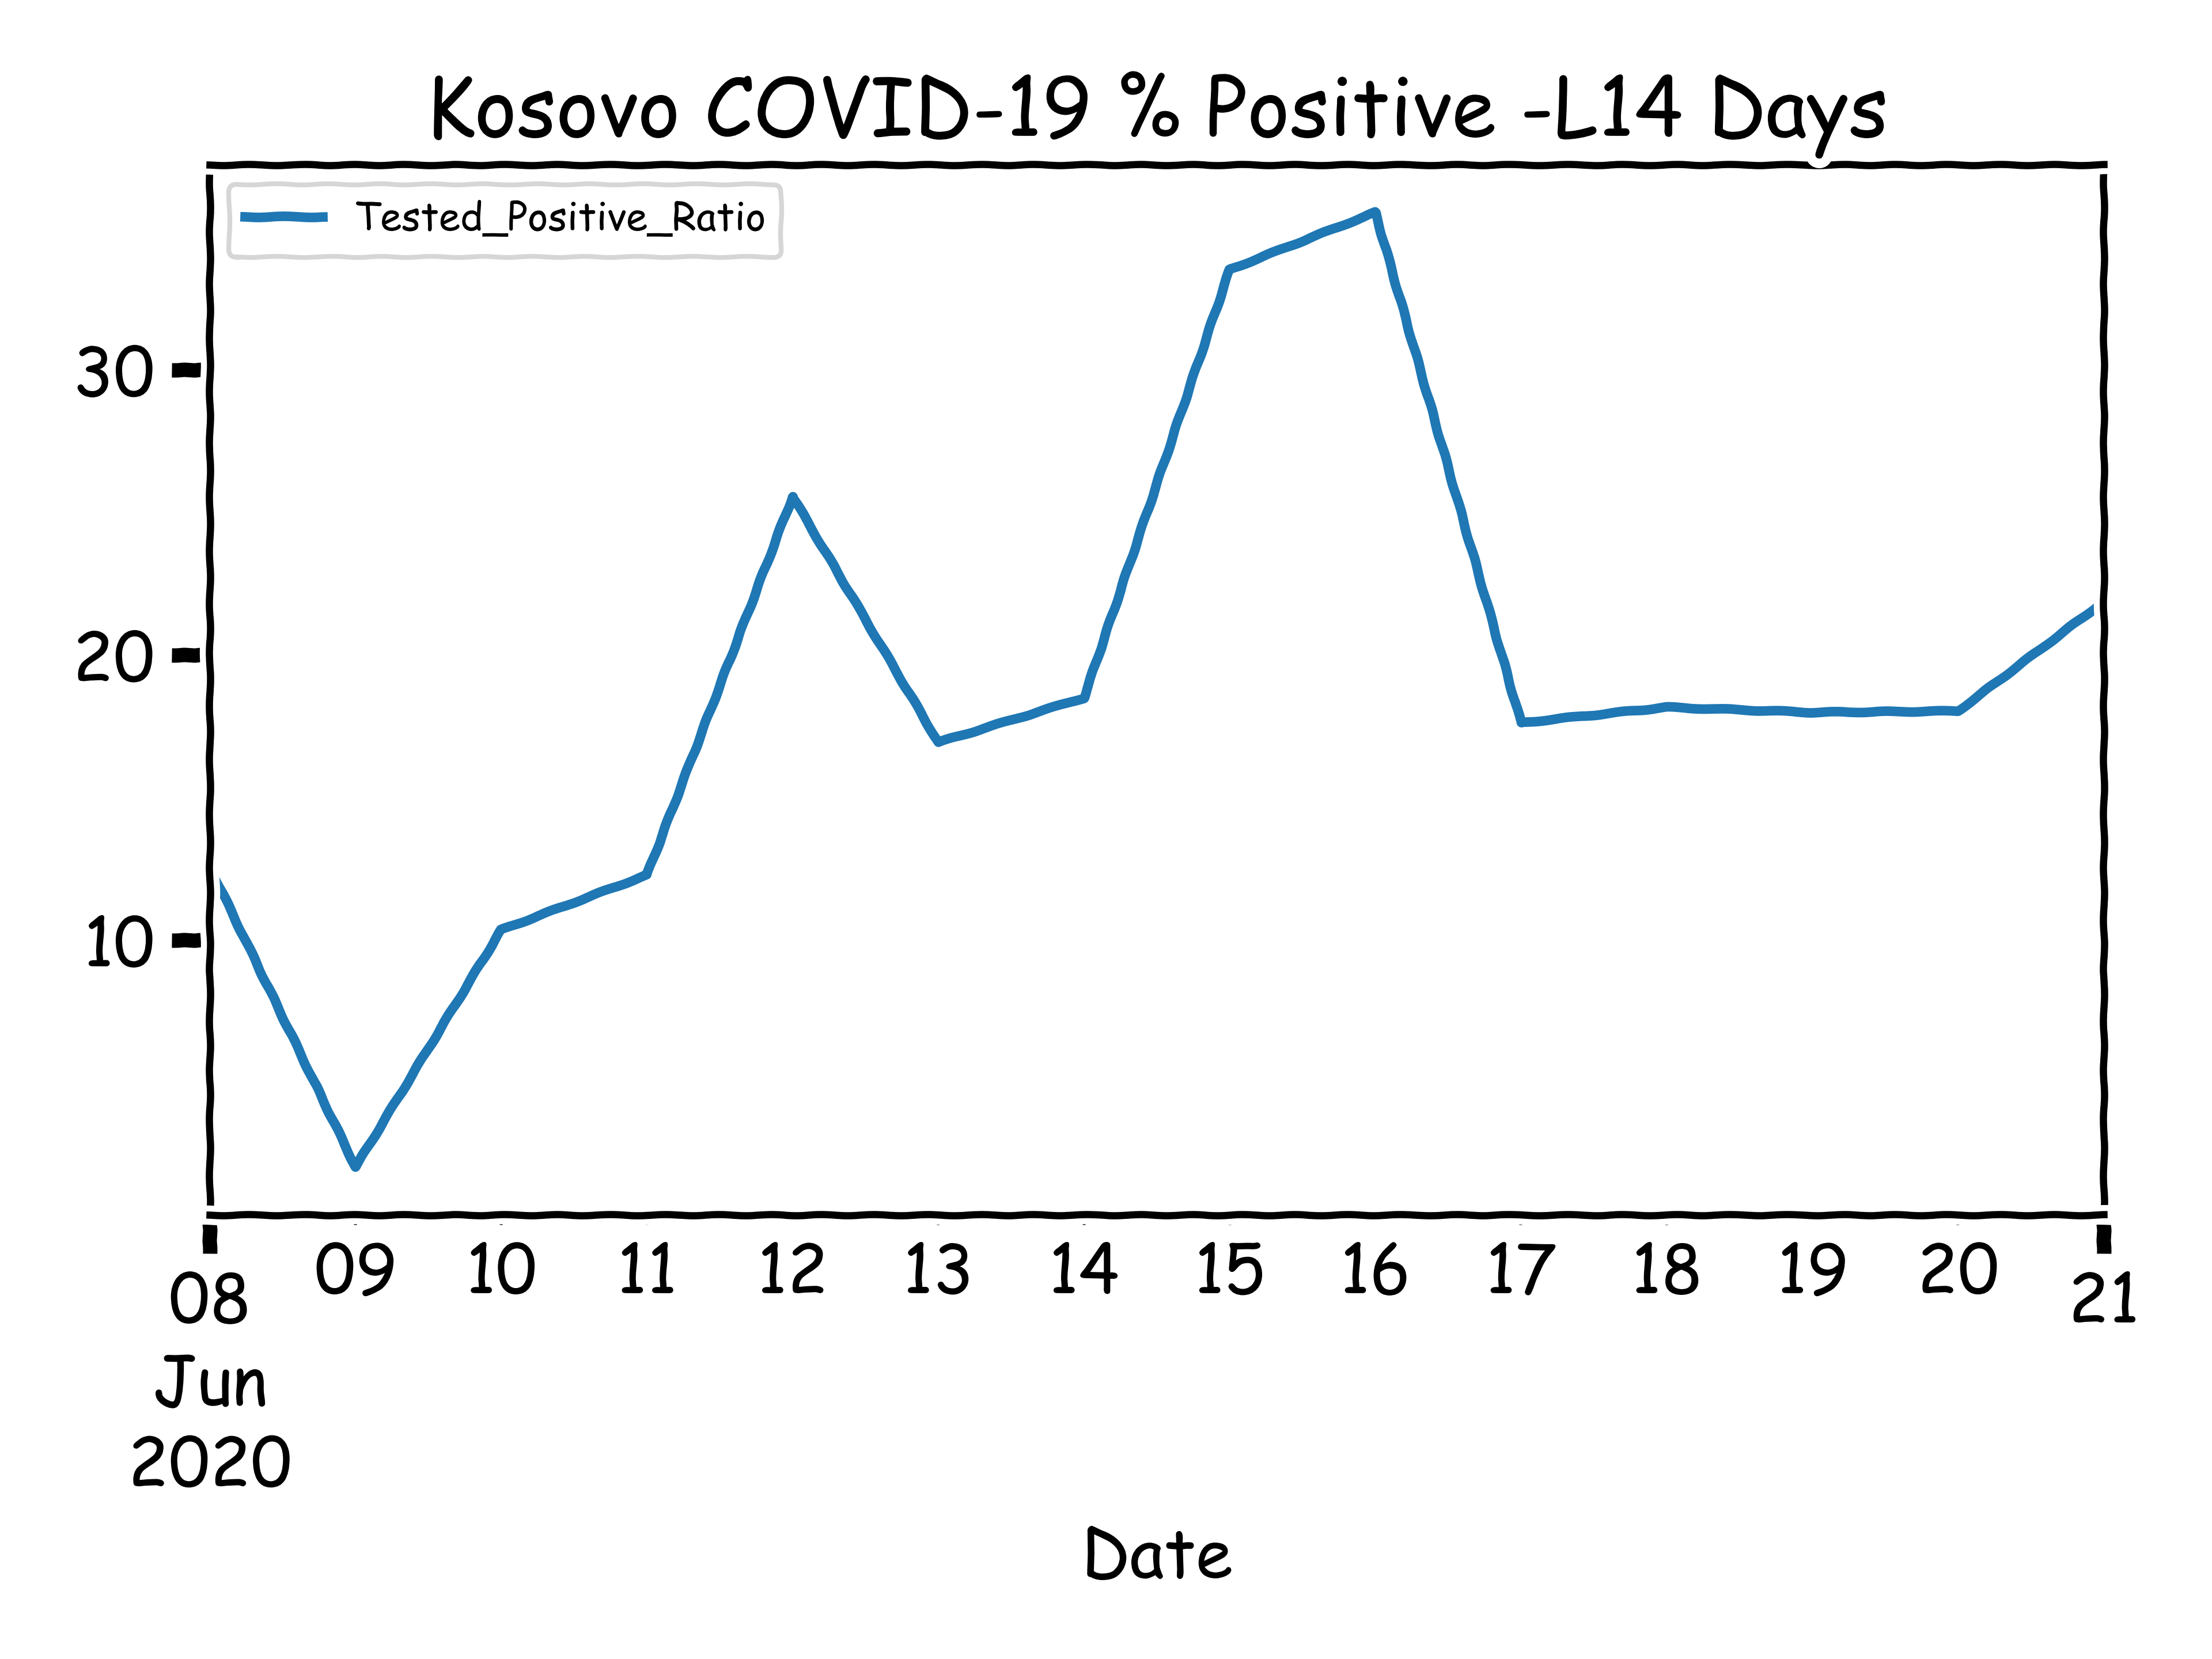 Kosovo COVID-19 % Positive -L14 Days
Tested_Positive_Ratio
30
20
10
08 09 10 11 12 13 14 15 16 17 18 19 20 21
Jun
2020
Date